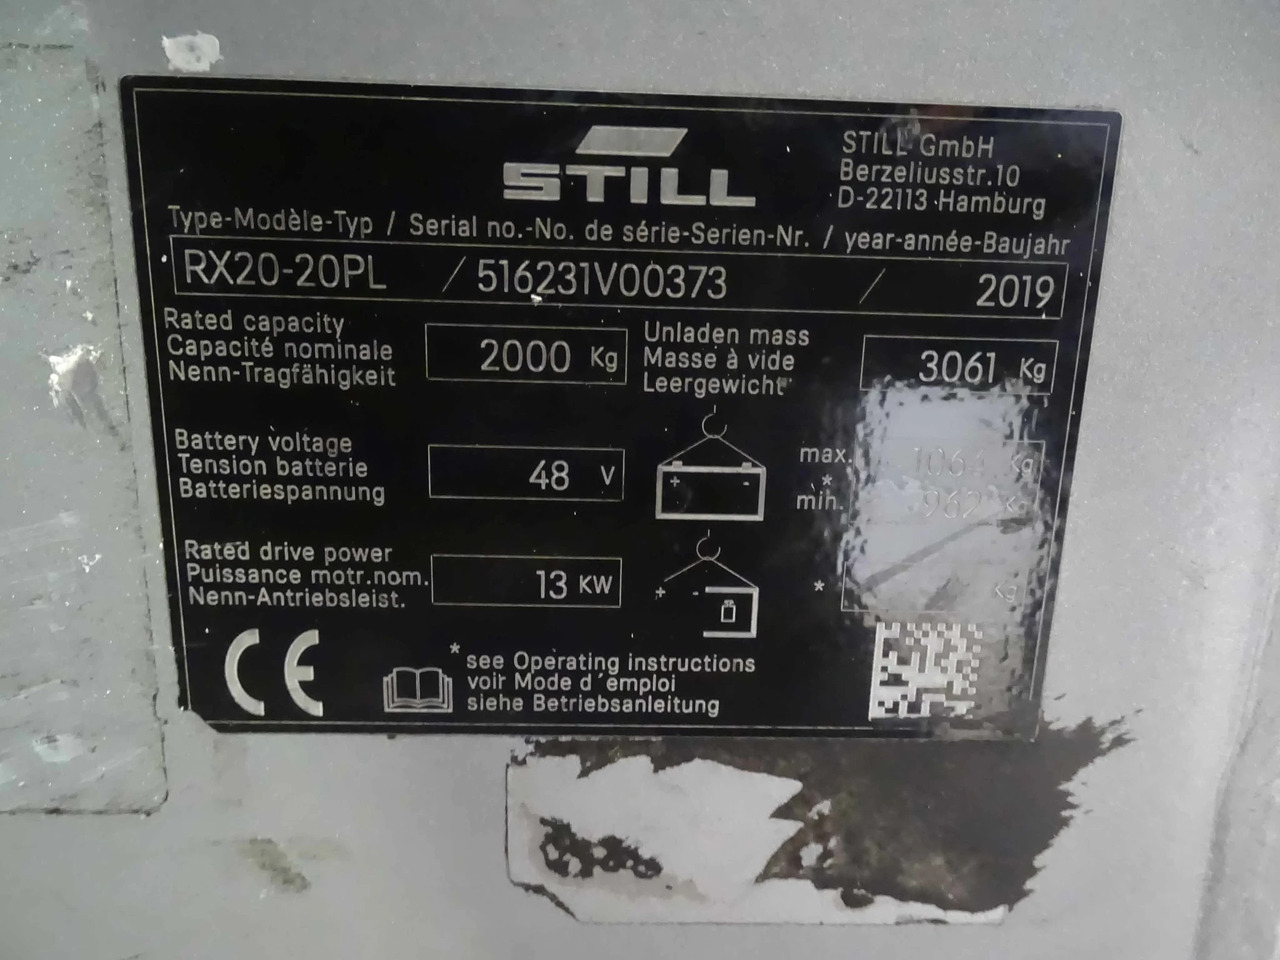 STILL
STILL GmbH
Berzeliusstr.10
D-22113 Hamburg
Type-Modèle-Typ / Serial no.-No. de série-Serien-Nr. / year-année-Baujahr
RX20-20PL / 516231V00373 / 2019
Rated capacity
Capacité nominale
Nenn-Tragfähigkeit
2000 Kg
Unladen mass
Masse à vide
Leergewicht
3061 Kg
Battery voltage
Tension batterie
Batteriespannung
48 V
+ -
max. 1064 Kg
*
min. 962 Kg
Rated drive power
Puissance motr.nom.
Nenn-Antriebsleist.
13 KW
+ -
* Kg
CE
* see Operating instructions
voir Mode d'emploi
siehe Betriebsanleitung